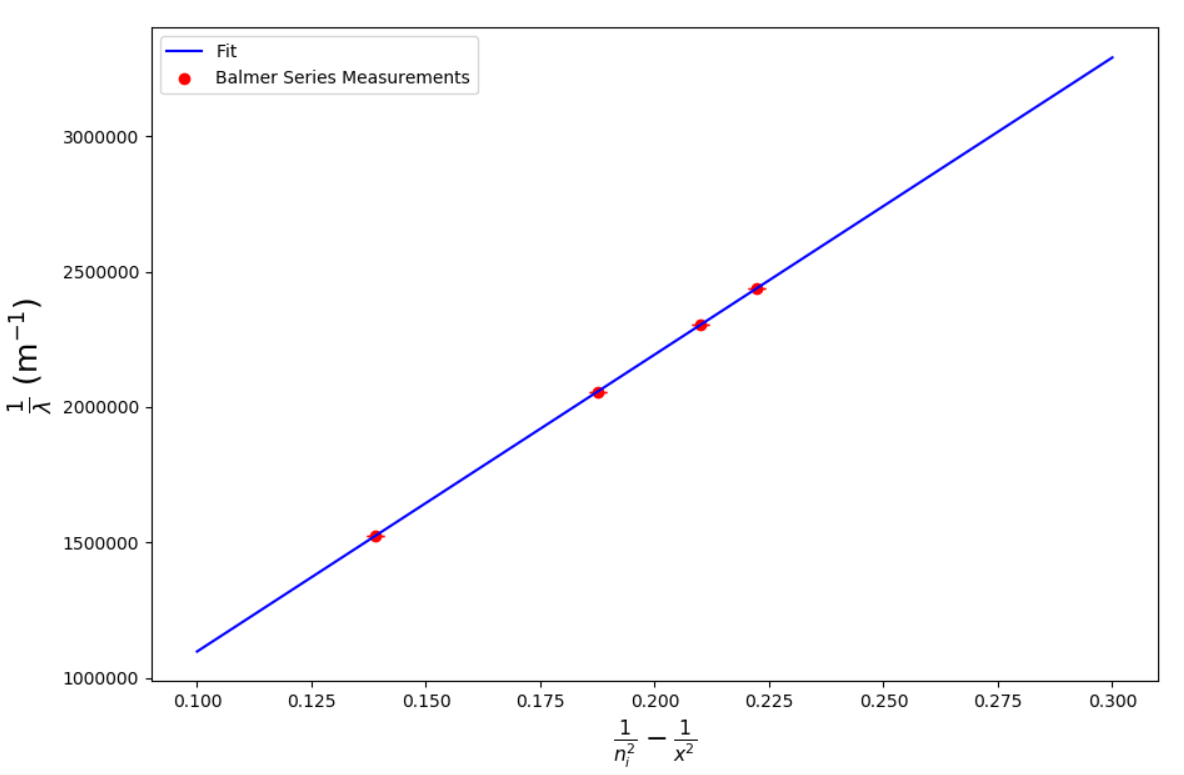 Fit
Balmer Series Measurements
3000000
2500000
2000000
1500000
1000000
1/λ (m⁻¹)
0.100 0.125 0.150 0.175 0.200 0.225 0.250 0.275 0.300
1/nᵢ² − 1/x²